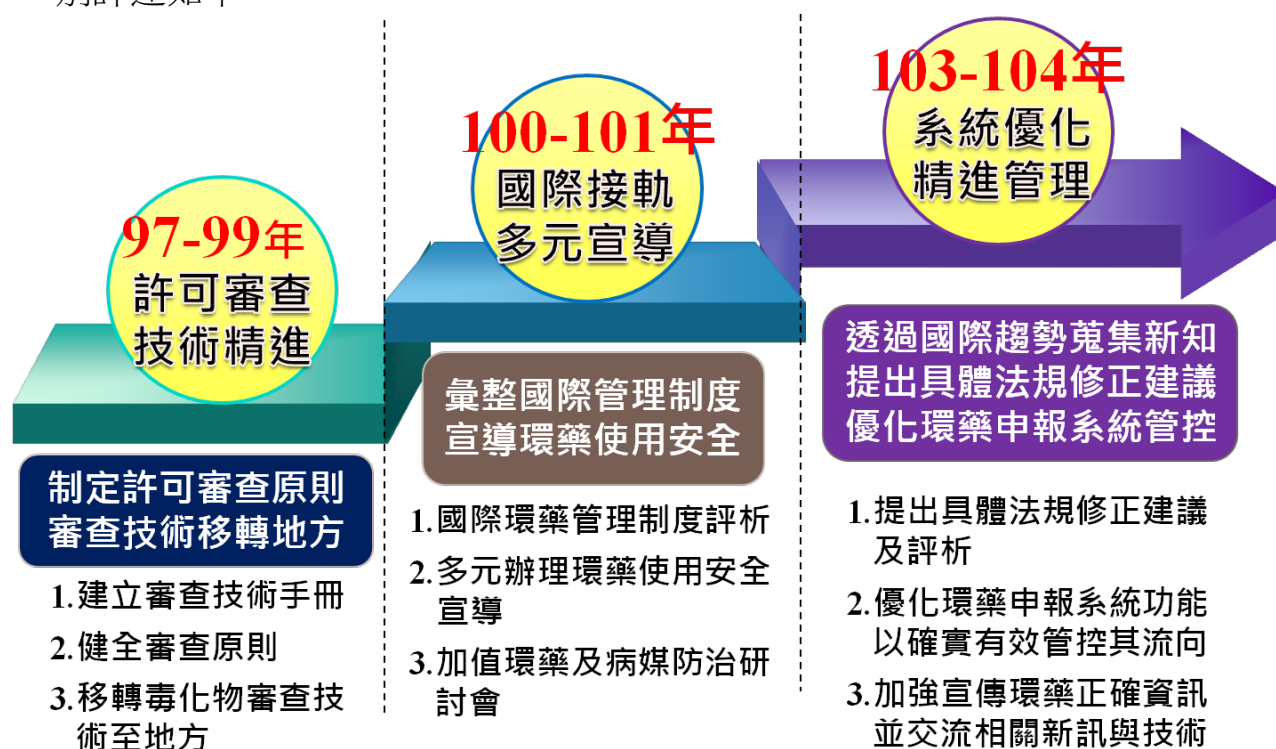 97-99年
許可審查
技術精進
制定許可審查原則
審查技術移轉地方
1.建立審查技術手冊
2.健全審查原則
3.移轉毒化物審查技
術至地方
100-101年
國際接軌
多元宣導
彙整國際管理制度
宣導環藥使用安全
1.國際環藥管理制度評析
2.多元辦理環藥使用安全
宣導
3.加值環藥及病媒防治研
討會
103-104年
系統優化
精進管理
透過國際趨勢蒐集新知
提出具體法規修正建議
優化環藥申報系統管控
1.提出具體法規修正建議
及評析
2.優化環藥申報系統功能
以確實有效管控其流向
3.加強宣傳環藥正確資訊
並交流相關新訊與技術